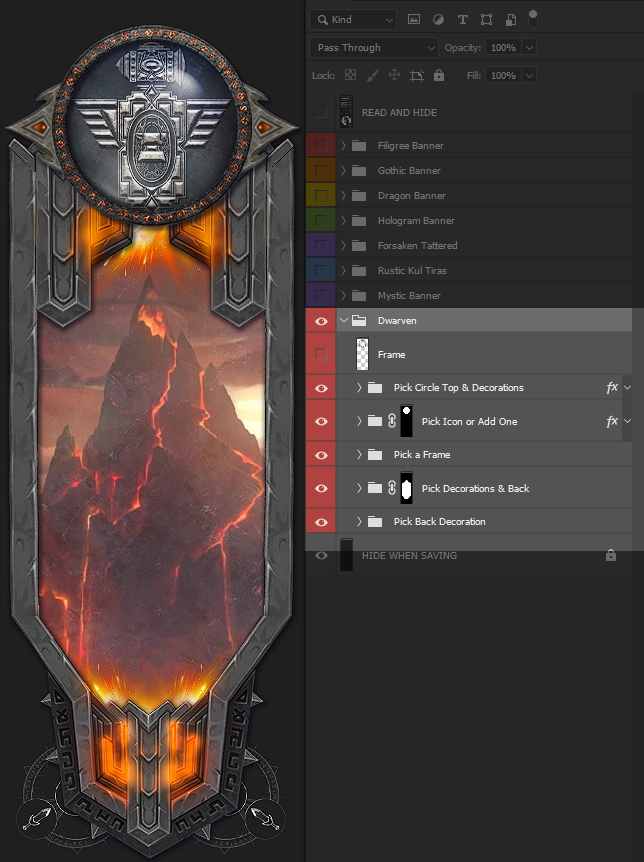 Kind
Pass Through Opacity: 100%
Lock: Fill: 100%
READ AND HIDE
Filigree Banner
Gothic Banner
Dragon Banner
Hologram Banner
Forsaken Tattered
Rustic Kul Tiras
Mystic Banner
Dwarven
Frame
Pick Circle Top & Decorations fx
Pick Icon or Add One fx
Pick a Frame
Pick Decorations & Back
Pick Back Decoration
HIDE WHEN SAVING